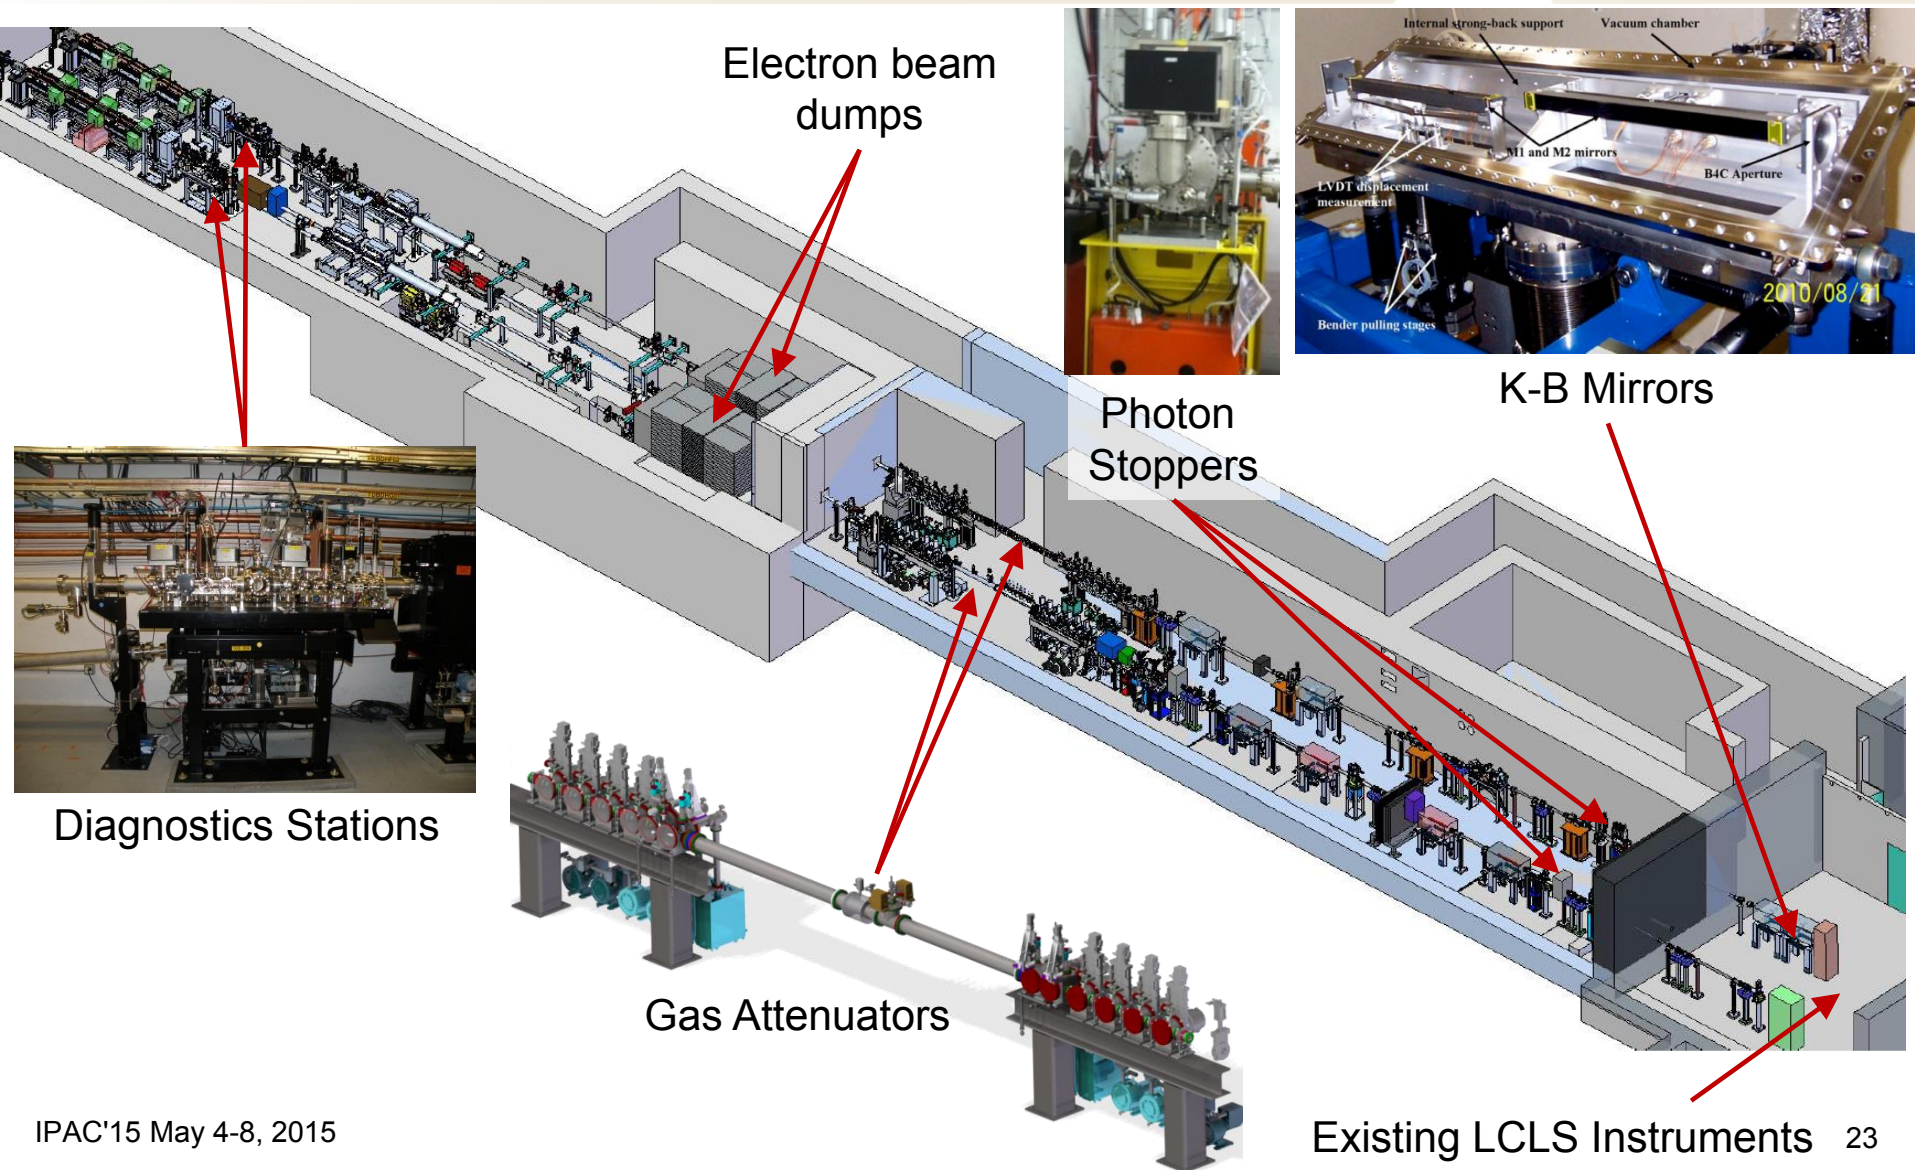 Electron beam
dumps
Internal strong-back support
Vacuum chamber
M1 and M2 mirrors
B4C Aperture
LVDT displacement
measurement
Bender pulling stages
2010/08/21
K-B Mirrors
Photon
Stoppers
Diagnostics Stations
Gas Attenuators
IPAC'15 May 4-8, 2015
Existing LCLS Instruments
23